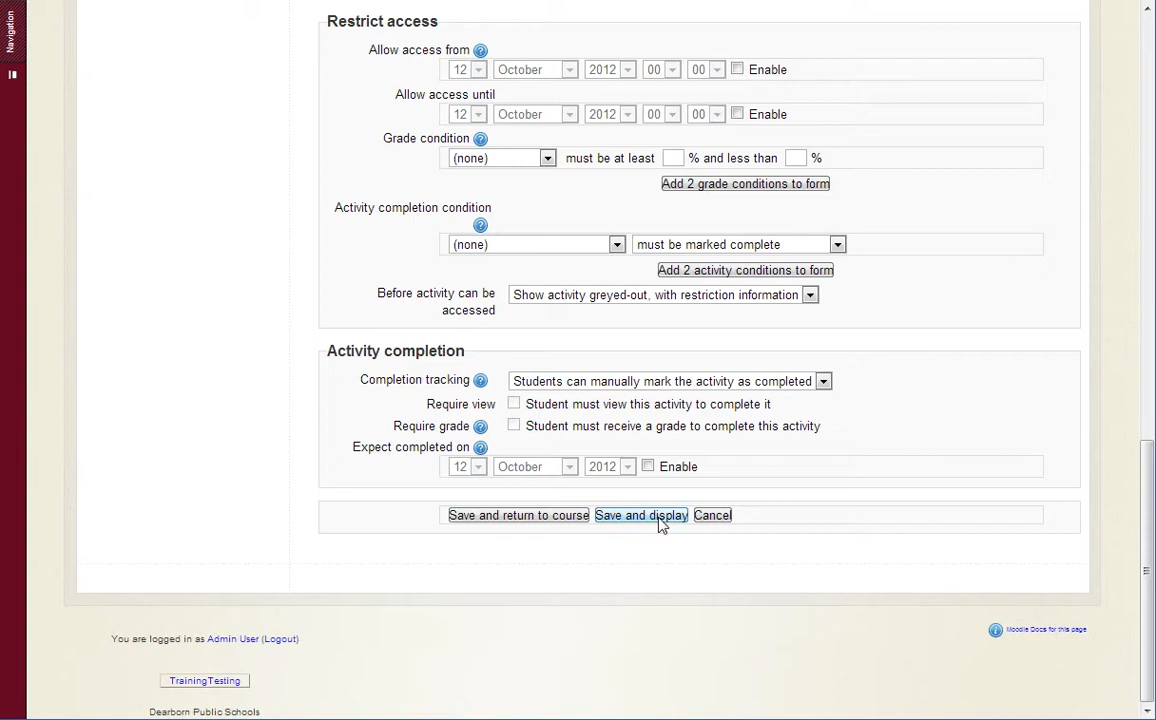 Navigation
Restrict access
Allow access from
12 October 2012 00 00 Enable
Allow access until
12 October 2012 00 00 Enable
Grade condition
(none) must be at least % and less than %
Add 2 grade conditions to form
Activity completion condition
(none) must be marked complete
Add 2 activity conditions to form
Before activity can be accessed Show activity greyed-out, with restriction information
Activity completion
Completion tracking Students can manually mark the activity as completed
Require view Student must view this activity to complete it
Require grade Student must receive a grade to complete this activity
Expect completed on
12 October 2012 Enable
Save and return to course Save and display Cancel
Moodle Docs for this page
You are logged in as Admin User (Logout)
TrainingTesting
Dearborn Public Schools